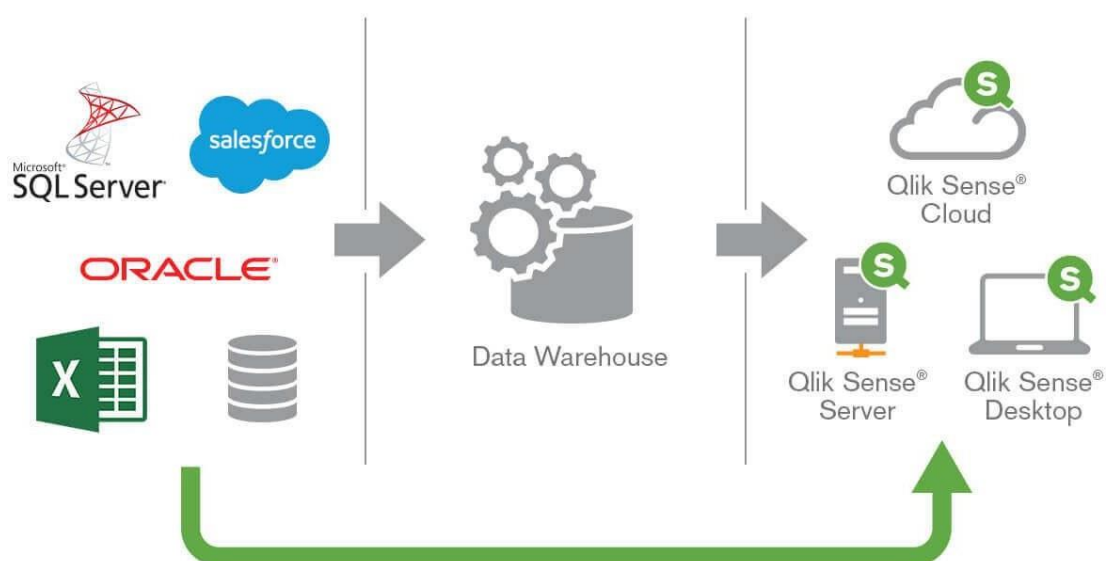 Microsoft®
SQL Server®
salesforce
ORACLE®
X
Data Warehouse
S
Qlik Sense®
Cloud
S
Qlik Sense®
Server
S
Qlik Sense®
Desktop